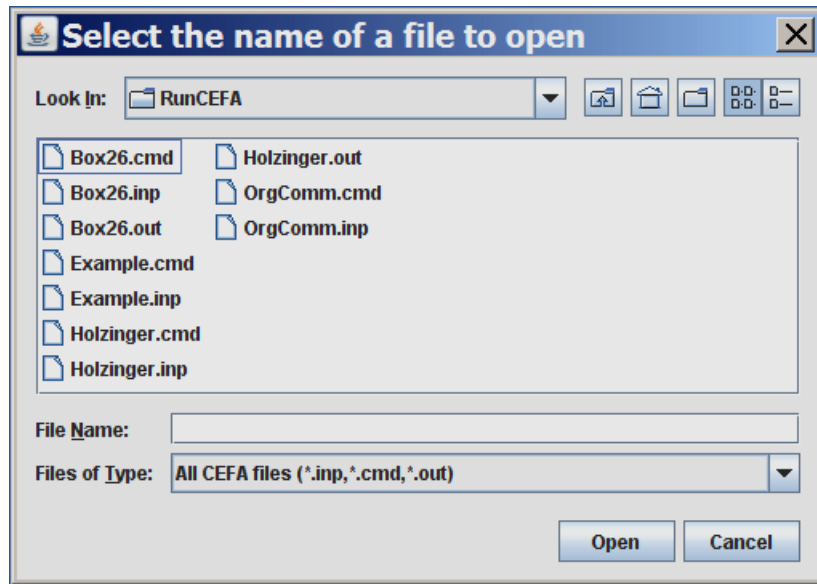 Select the name of a file to open
Look In: RunCEFA
Box26.cmd
Box26.inp
Box26.out
Example.cmd
Example.inp
Holzinger.cmd
Holzinger.inp
Holzinger.out
OrgComm.cmd
OrgComm.inp
File Name:
Files of Type: All CEFA files (*.inp,*.cmd,*.out)
Open Cancel